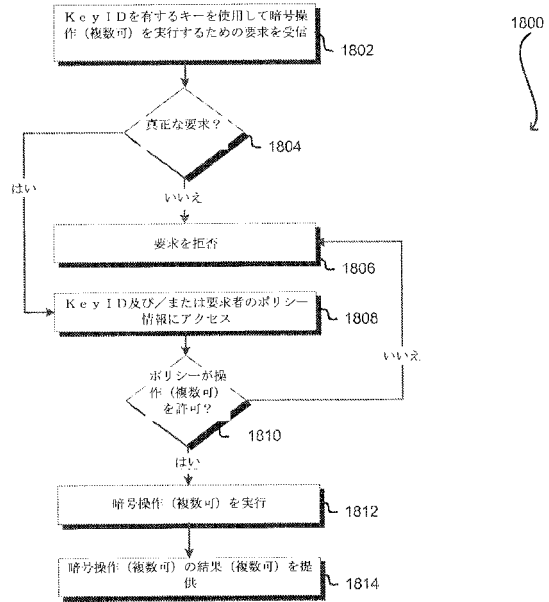 KeyIDを有するキーを使用して暗号操
作(複数可)を実行するための要求を受信
1802
1800
真正な要求?
1804
はい
いいえ
要求を拒否
1806
KeyID及び/または要求者のポリシー
情報にアクセス
1808
ポリシーが操
作(複数可)
を許可?
いいえ
1810
はい
暗号操作(複数可)を実行
1812
暗号操作(複数可)の結果(複数可)を提
供
1814